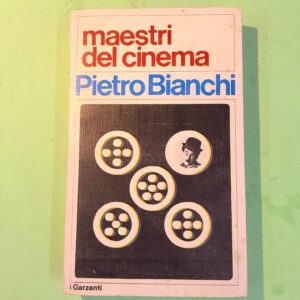 maestri
del cinema
Pietro Bianchi
i Garzanti